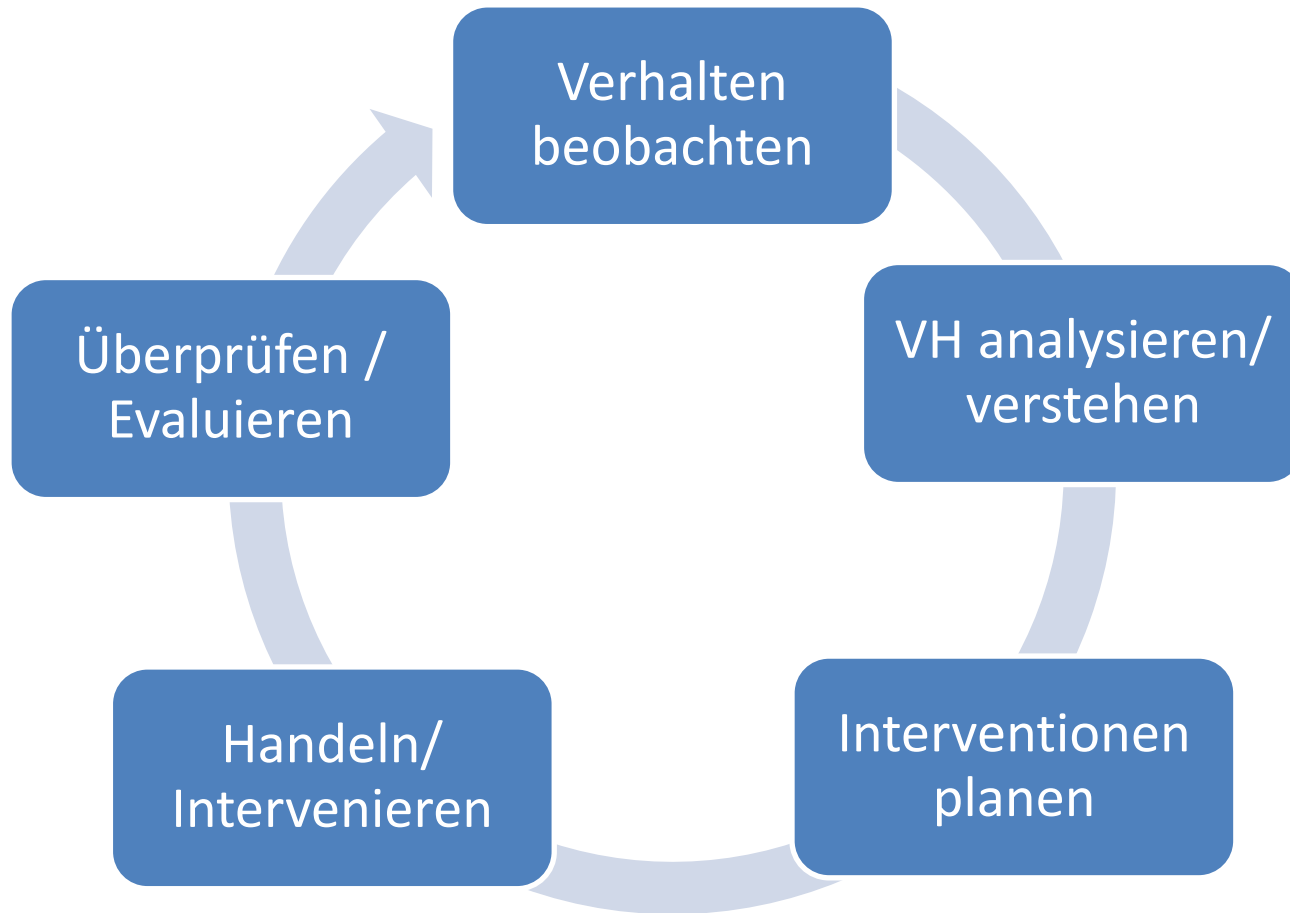 Verhalten
beobachten
VH analysieren/
verstehen
Interventionen
planen
Handeln/
Intervenieren
Überprüfen /
Evaluieren